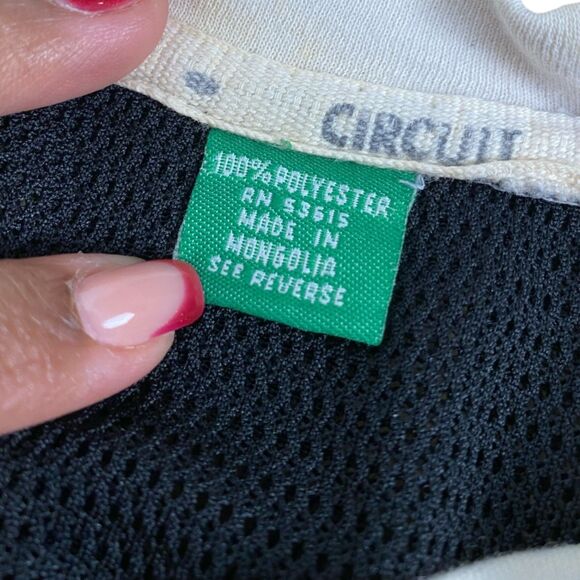 CIRCUIT
100% POLYESTER
RN 53615
MADE IN
MONGOLIA
SEE REVERSE